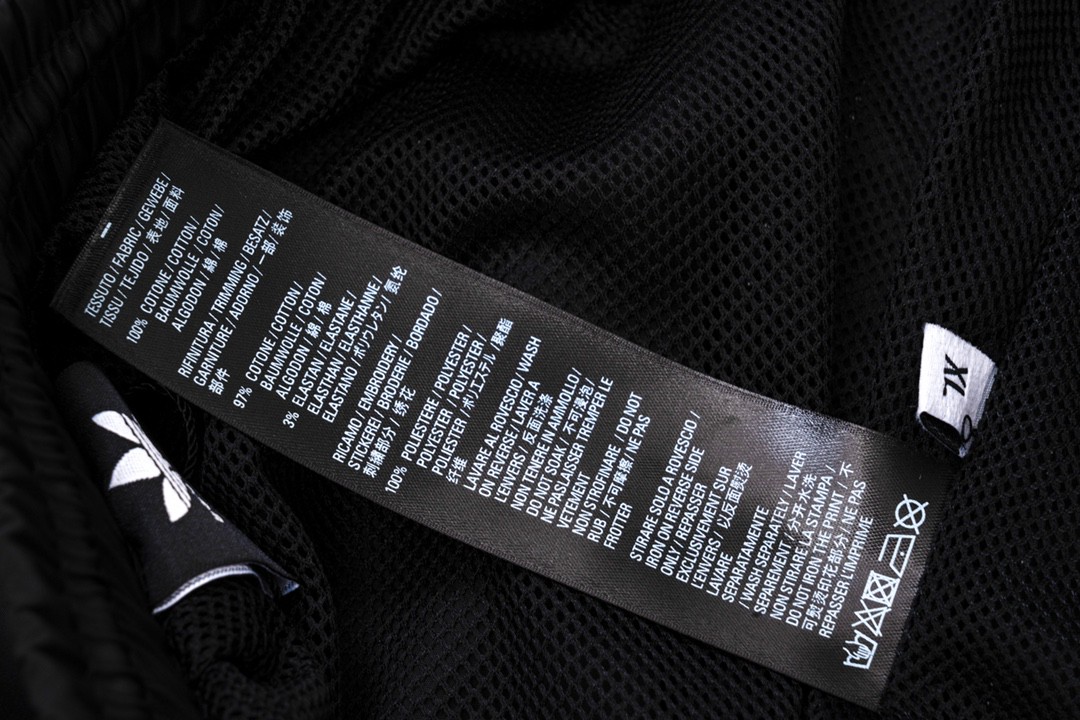 TESSUTO / FABRIC / GEWEBE /
TISSU / TEJIDO / 表地 / 面料
100% COTONE / COTTON /
BAUMWOLLE / COTON /
ALGODON / 綿 / 棉
RIFINITURA / TRIMMING / BESATZ /
GARNITURE / ADORNO / 一部 / 装饰
部件
97% COTONE / COTTON /
BAUMWOLLE / COTON /
ALGODON / 綿 / 棉
3% ELASTAN / ELASTANE /
ELASTHAN / ELASTHANNE /
ELASTANO / ポリウレタン / 氨纶
RICAMO / EMBROIDERY /
STICKEREI / BRODERIE / BORDADO /
刺繍部分 / 绣花
100% POLIESTERE / POLYESTER /
POLYESTER / POLYESTER /
POLIESTER / ポリエステル / 聚酯
纤维
LAVARE AL ROVESCIO / WASH
ON REVERSE / LAVER A
L'ENVERS / 反面洗涤
NON TENERE IN AMMOLLO /
DO NOT SOAK / 不可浸泡 /
NE PAS LAISSER TREMPER LE
VETEMENT
NON STROFINARE / DO NOT
RUB / 不可摩擦 / NE PAS
FROTTER
STIRARE SOLO A ROVESCIO /
IRON ON REVERSE SIDE
ONLY / REPASSER
EXCLUSIVEMENT SUR
L'ENVERS / 以反面熨烫
LAVARE
SEPARATAMENTE
/ WASH SEPARATELY / LAVER
SEPAREMENT / 分开水洗
NON STIRARE LA STAMPA /
DO NOT IRON THE PRINT / 不
可熨烫印花部分 / NE PAS
REPASSER L'IMPRIME
XL